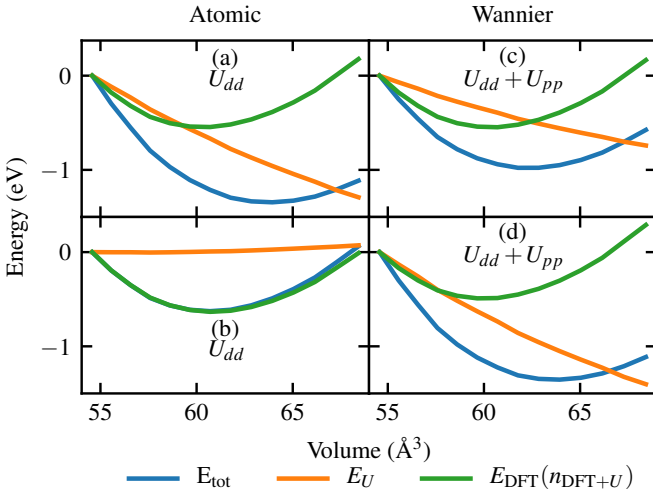 Atomic Wannier
(a) (c)
U_dd U_dd + U_pp
0
−1
Energy (eV)
(d)
0 U_dd + U_pp
(b)
U_dd
−1
55 60 65 55 60 65
Volume (Å³)
E_tot E_U E_DFT(n_DFT+U)